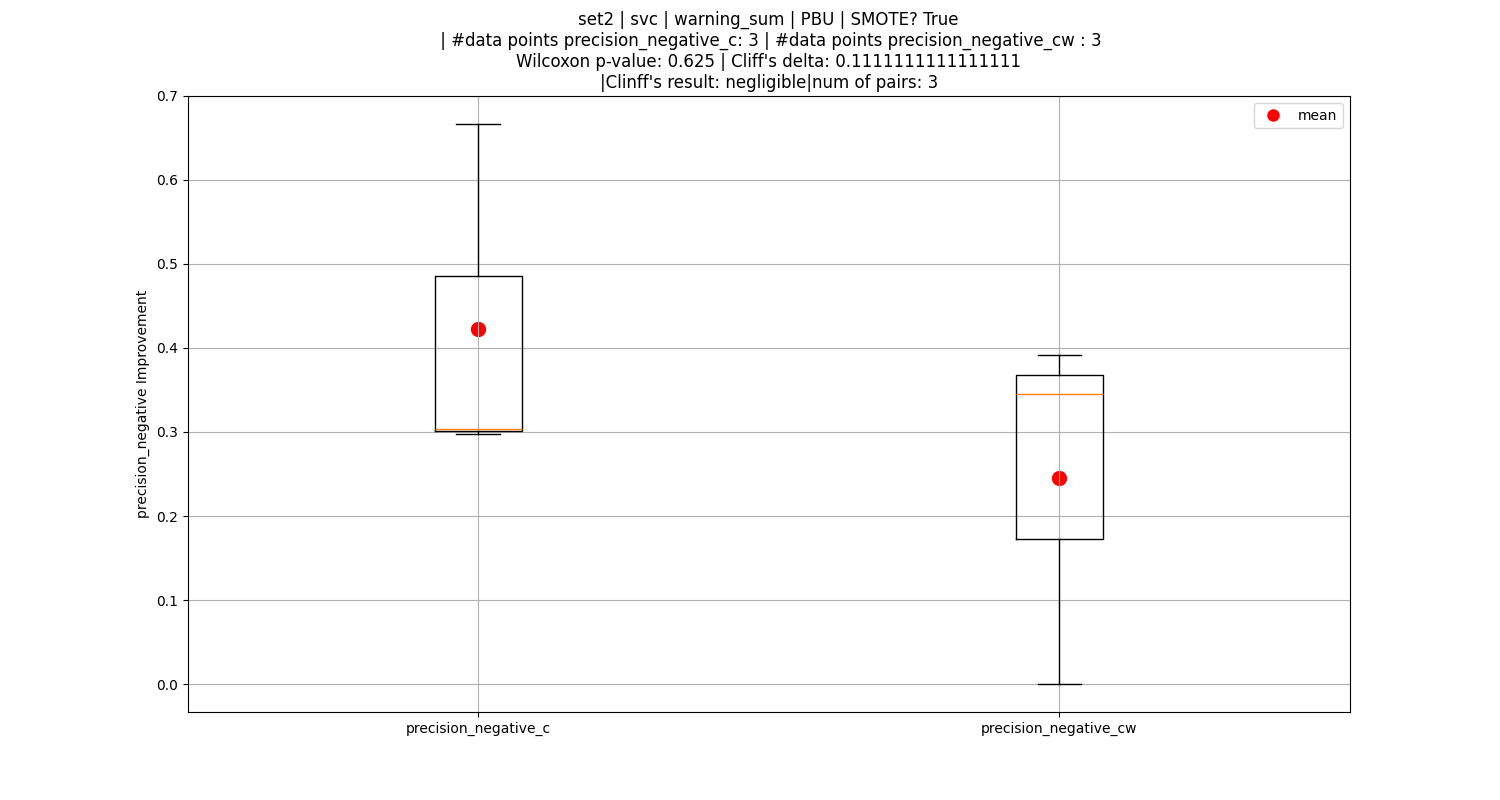 set2 | svc | warning_sum | PBU | SMOTE? True
| #data points precision_negative_c: 3 | #data points precision_negative_cw : 3
Wilcoxon p-value: 0.625 | Cliff's delta: 0.1111111111111111
|Clinff's result: negligible|num of pairs: 3
mean
0.7
0.6
0.5
0.4
0.3
0.2
0.1
0.0
precision_negative Improvement
precision_negative_c
precision_negative_cw